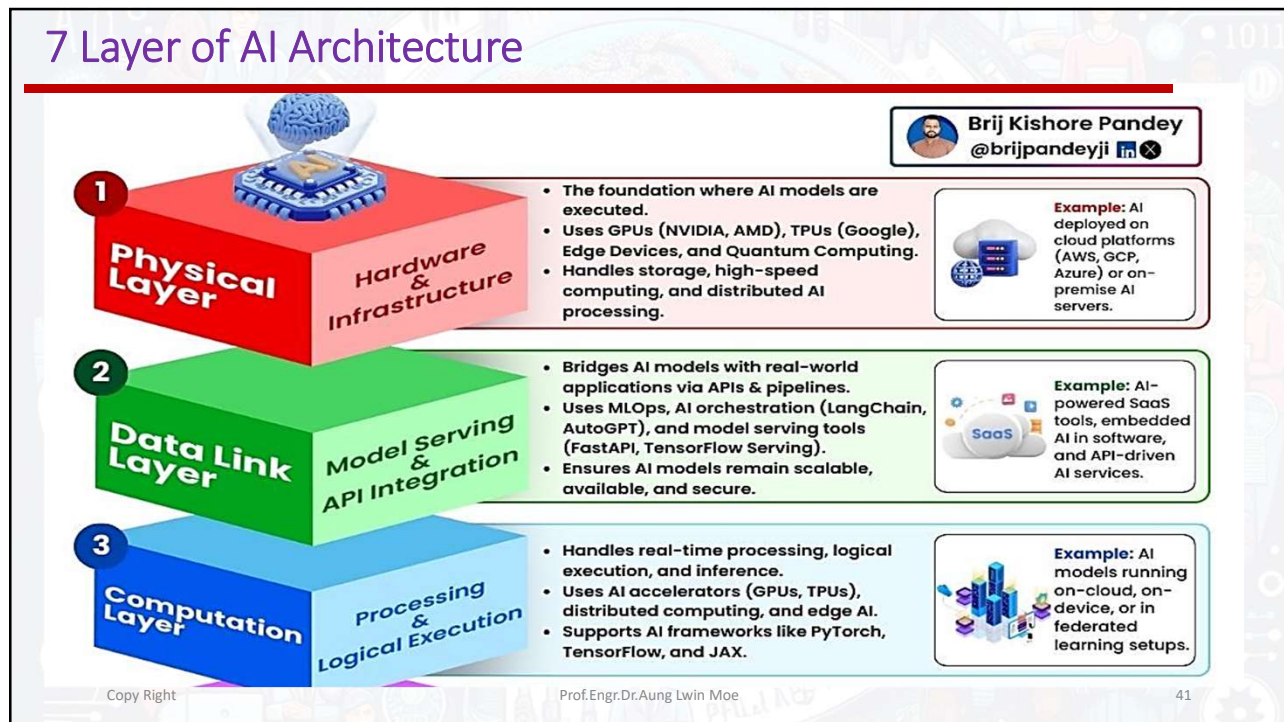 7 Layer of AI Architecture
Brij Kishore Pandey
@brijpandeyji in X
AI
1
Physical
Layer
Hardware
&
Infrastructure
• The foundation where AI models are
executed.
• Uses GPUs (NVIDIA, AMD), TPUs (Google),
Edge Devices, and Quantum Computing.
• Handles storage, high-speed
computing, and distributed AI
processing.
Example: AI
deployed on
cloud platforms
(AWS, GCP,
Azure) or on-
premise AI
servers.
2
Data Link
Layer
Model Serving
&
API Integration
• Bridges AI models with real-world
applications via APIs & pipelines.
• Uses MLOps, AI orchestration (LangChain,
AutoGPT), and model serving tools
(FastAPI, TensorFlow Serving).
• Ensures AI models remain scalable,
available, and secure.
SaaS
Example: AI-
powered SaaS
tools, embedded
AI in software,
and API-driven
AI services.
3
Computation
Layer
Processing
&
Logical Execution
• Handles real-time processing, logical
execution, and inference.
• Uses AI accelerators (GPUs, TPUs),
distributed computing, and edge AI.
• Supports AI frameworks like PyTorch,
TensorFlow, and JAX.
Example: AI
models running
on-cloud, on-
device, or in
federated
learning setups.
Copy Right
Prof.Engr.Dr.Aung Lwin Moe
41